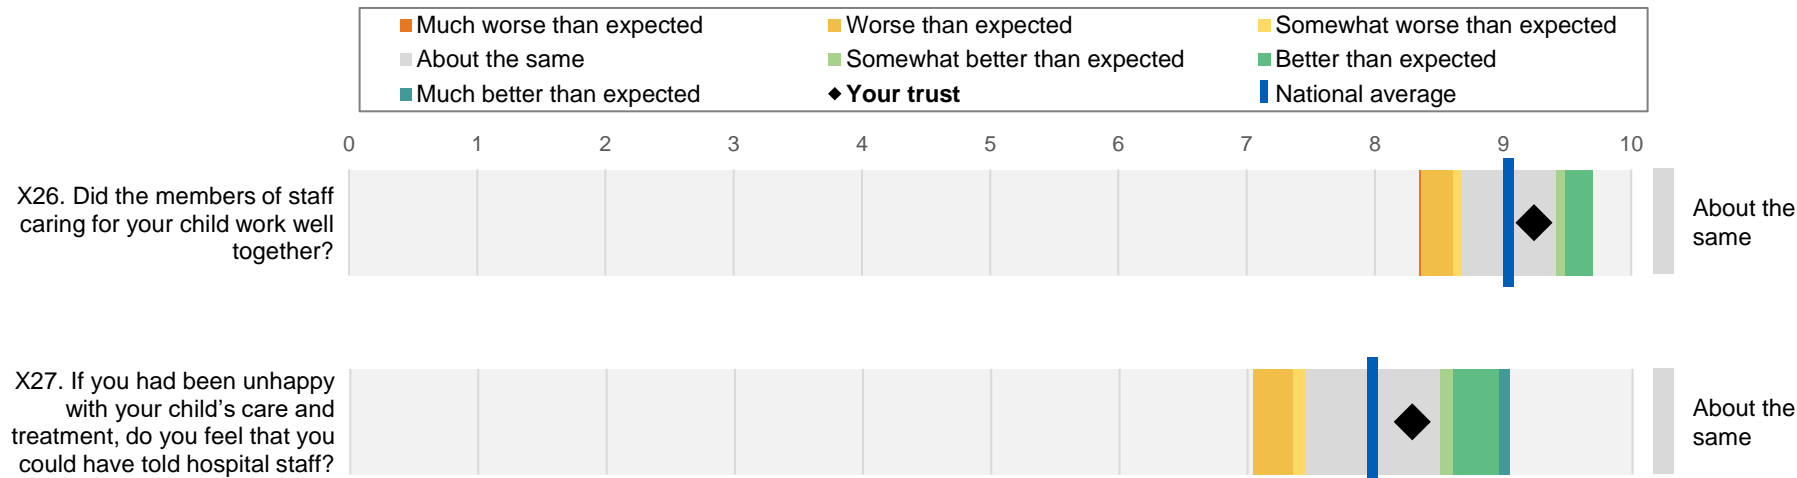 Much worse than expected
Worse than expected
Somewhat worse than expected
About the same
Somewhat better than expected
Better than expected
Much better than expected
Your trust
National average
0 1 2 3 4 5 6 7 8 9 10
X26. Did the members of staff
caring for your child work well
together?
About the
same
X27. If you had been unhappy
with your child’s care and
treatment, do you feel that you
could have told hospital staff?
About the
same